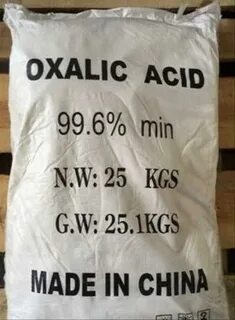 OXALIC ACID
99.6% min
N.W: 25 KGS
G.W: 25.1KGS
MADE IN CHINA